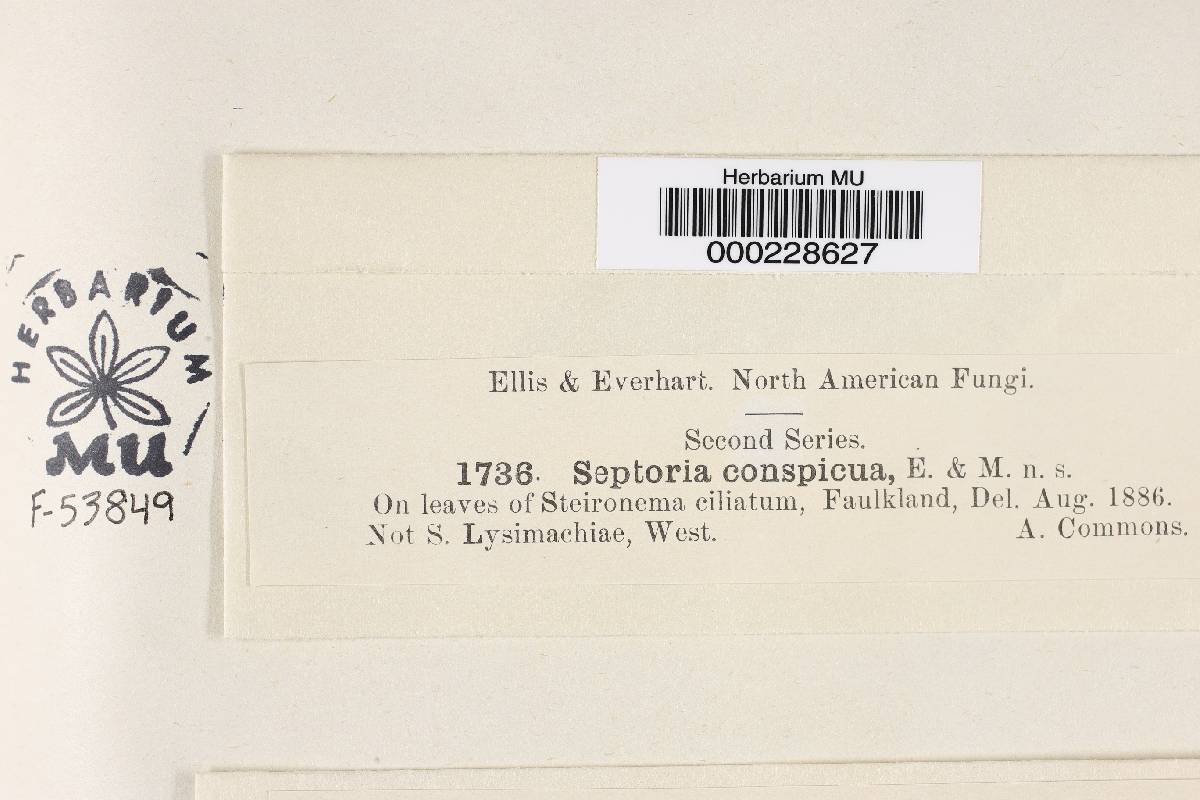 Herbarium MU
000228627
HERBARIUM
MU
F-53849
Ellis & Everhart. North American Fungi.
Second Series.
1736. Septoria conspicua, E. & M. n. s.
On leaves of Steironema ciliatum, Faulkland, Del. Aug. 1886.
Not S. Lysimachiae, West. A. Commons.